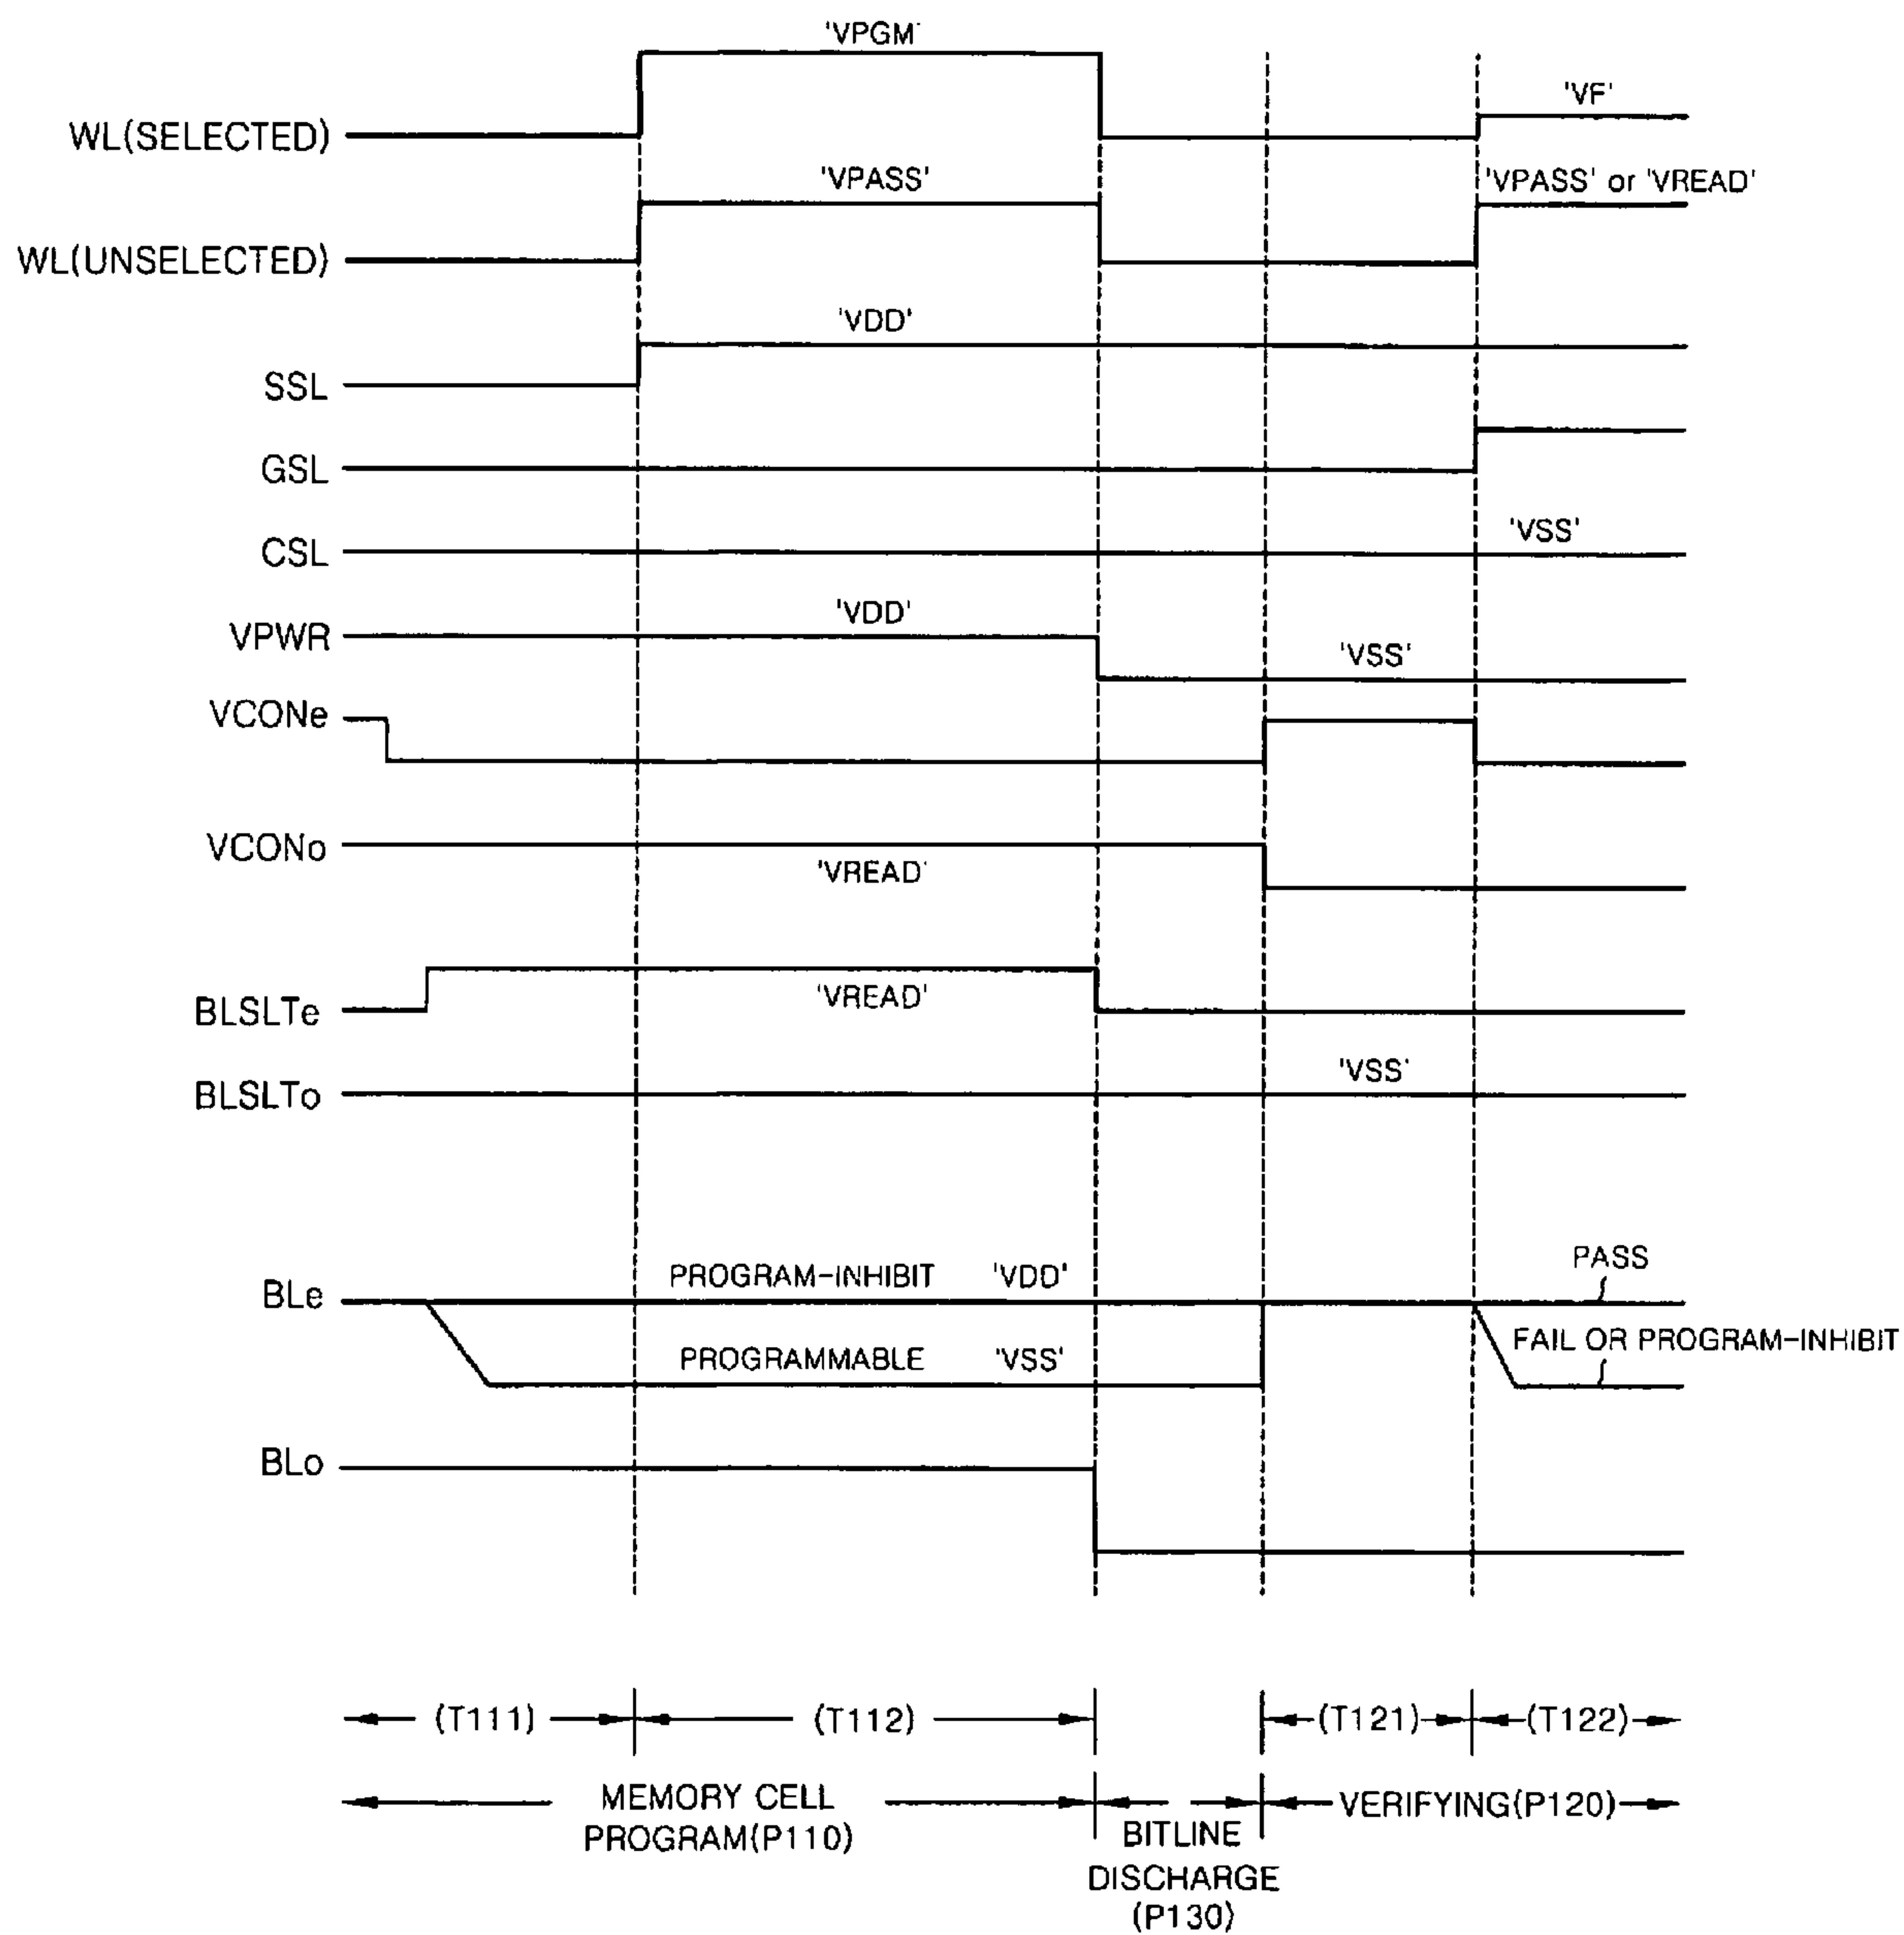 'VPGM'
WL(SELECTED)
'VF'
'VPASS'
'VPASS' or 'VREAD'
WL(UNSELECTED)
'VDD'
SSL
GSL
CSL
'VSS'
VPWR
'VDD'
'VSS'
VCONe
VCONo
'VREAD'
BLSLTe
'VREAD'
BLSLTo
'VSS'
BLe
PROGRAM-INHIBIT 'VDD'
PASS
PROGRAMMABLE 'VSS'
FAIL OR PROGRAM-INHIBIT
BLo
(T111) (T112) (T121) (T122)
MEMORY CELL
PROGRAM(P110)
BITLINE
DISCHARGE
(P130)
VERIFYING(P120)